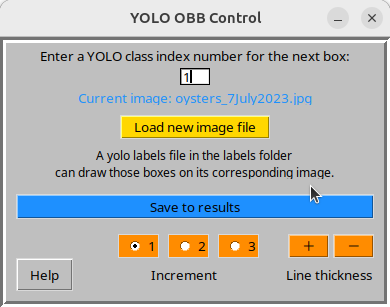 YOLO OBB Control
Enter a YOLO class index number for the next box:
1
Current image: oysters_7July2023.jpg
Load new image file
A yolo labels file in the labels folder
can draw those boxes on its corresponding image.
Save to results
1 2 3 + −
Help Increment Line thickness